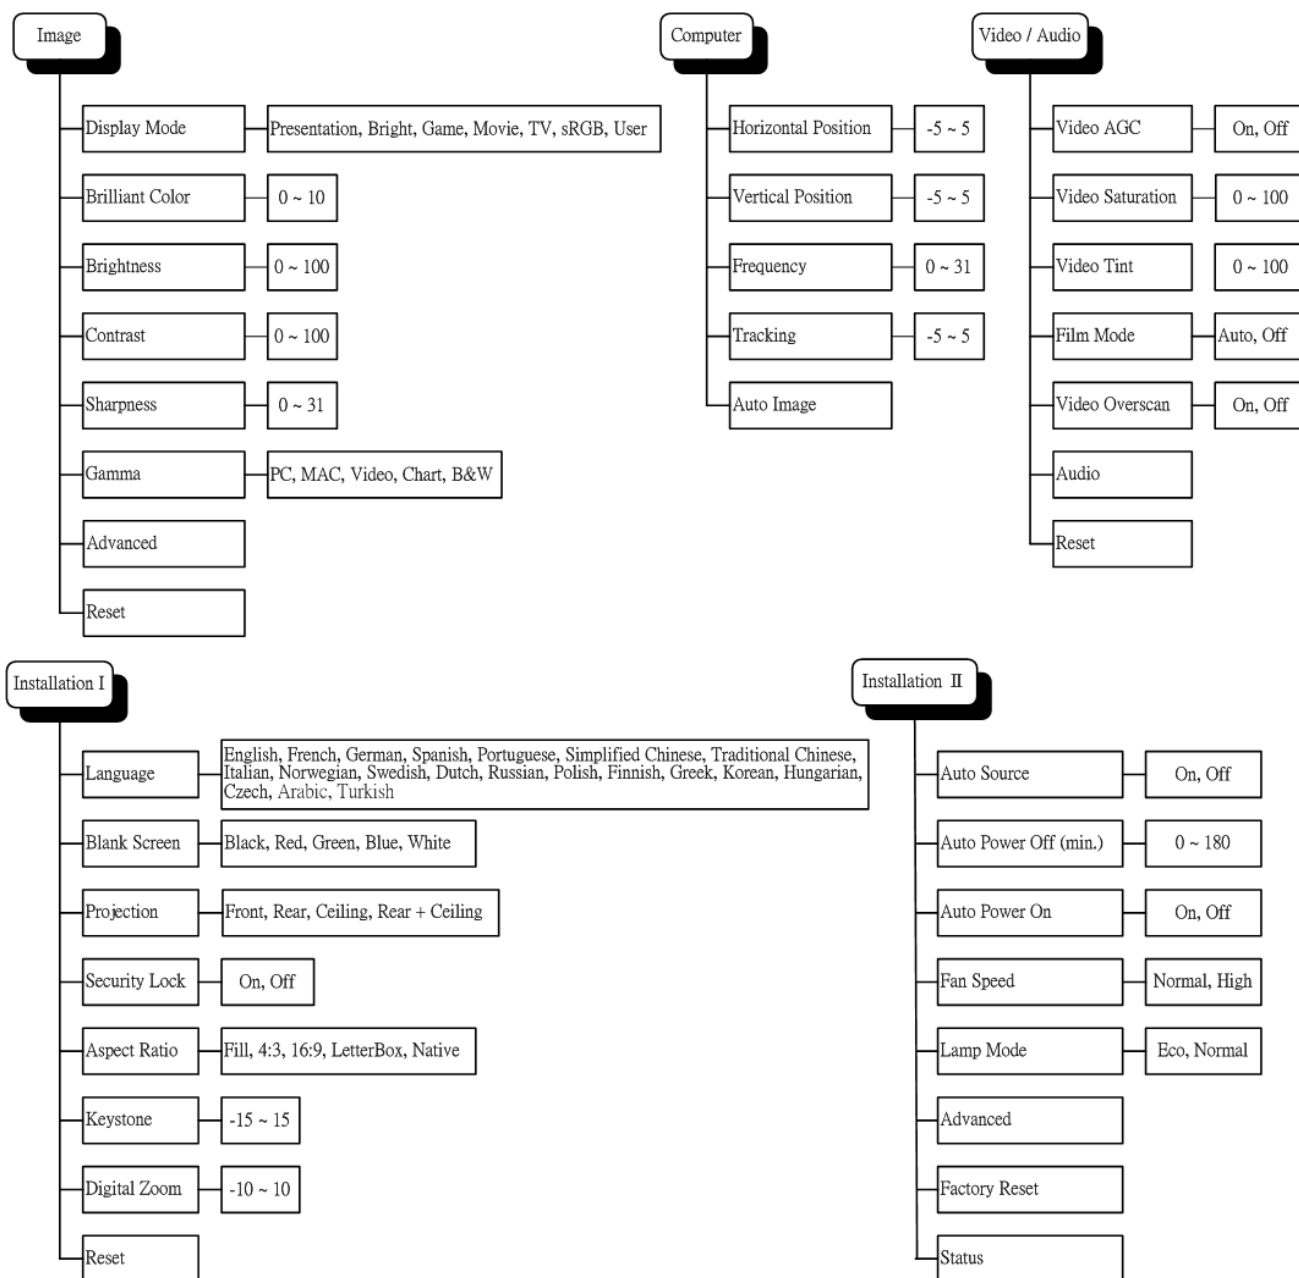 Image
Display Mode
Presentation, Bright, Game, Movie, TV, sRGB, User
Brilliant Color
0 ~ 10
Brightness
0 ~ 100
Contrast
0 ~ 100
Sharpness
0 ~ 31
Gamma
PC, MAC, Video, Chart, B&W
Advanced
Reset
Computer
Horizontal Position
-5 ~ 5
Vertical Position
-5 ~ 5
Frequency
0 ~ 31
Tracking
-5 ~ 5
Auto Image
Video / Audio
Video AGC
On, Off
Video Saturation
0 ~ 100
Video Tint
0 ~ 100
Film Mode
Auto, Off
Video Overscan
On, Off
Audio
Reset
Installation I
Language
English, French, German, Spanish, Portuguese, Simplified Chinese, Traditional Chinese,
Italian, Norwegian, Swedish, Dutch, Russian, Polish, Finnish, Greek, Korean, Hungarian,
Czech, Arabic, Turkish
Blank Screen
Black, Red, Green, Blue, White
Projection
Front, Rear, Ceiling, Rear + Ceiling
Security Lock
On, Off
Aspect Ratio
Fill, 4:3, 16:9, LetterBox, Native
Keystone
-15 ~ 15
Digital Zoom
-10 ~ 10
Reset
Installation II
Auto Source
On, Off
Auto Power Off (min.)
0 ~ 180
Auto Power On
On, Off
Fan Speed
Normal, High
Lamp Mode
Eco, Normal
Advanced
Factory Reset
Status